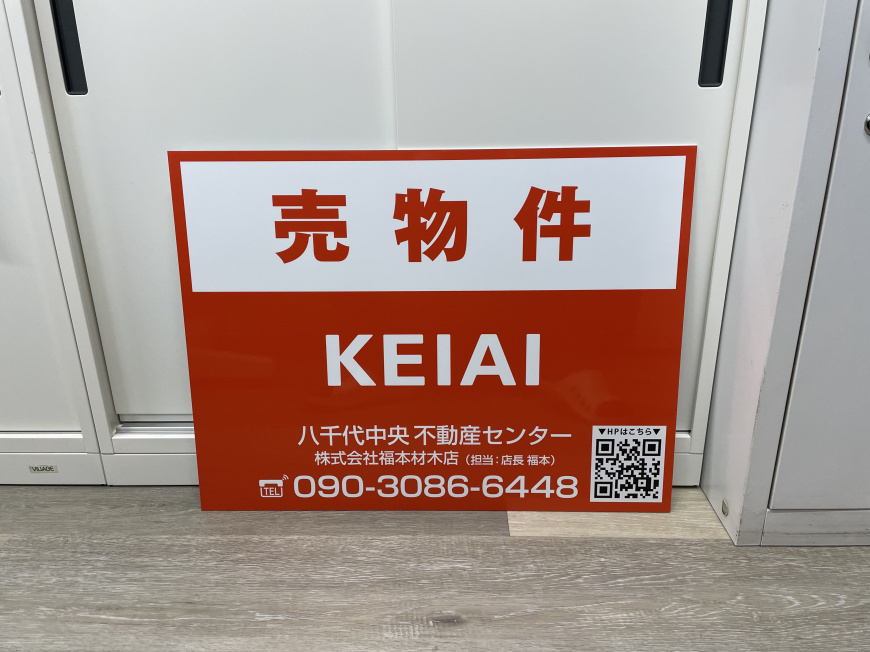 売物件
KEIAI
八千代中央 不動産センター
株式会社福本材木店（担当：店長 福本）
TEL 090-3086-6448
▼HPはこちら▼